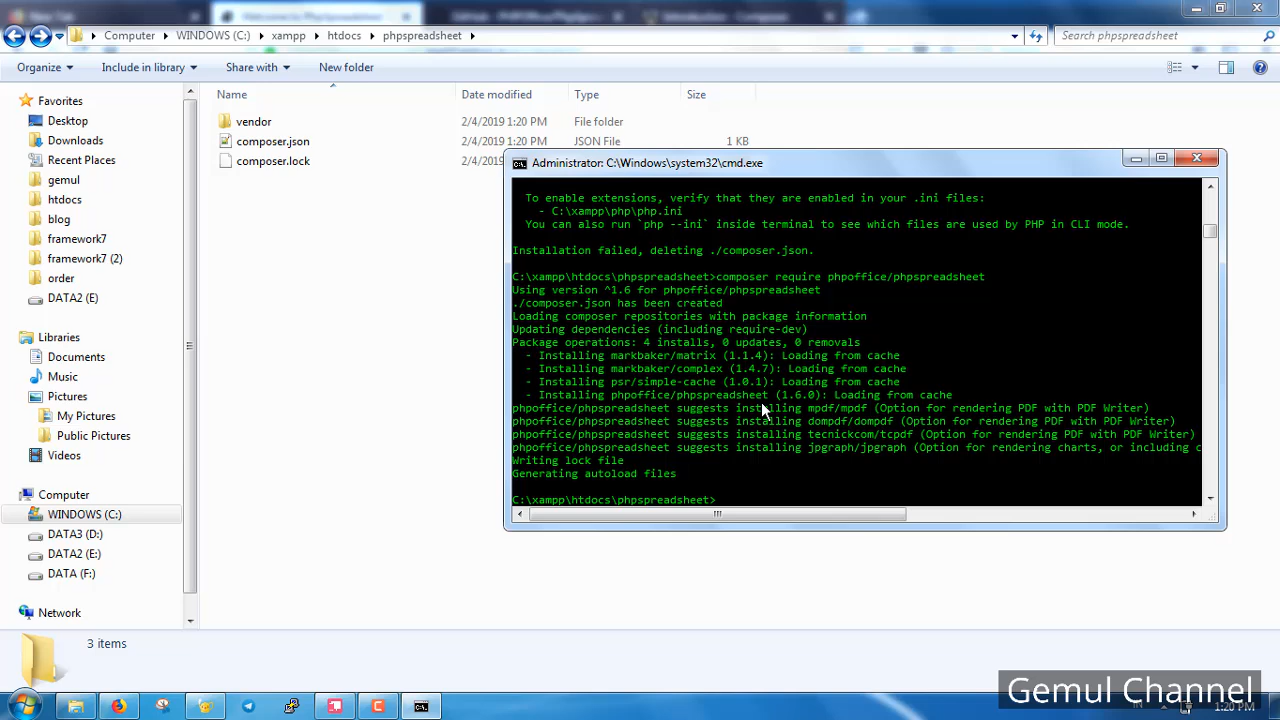 Computer WINDOWS (C:) xampp htdocs phpspreadsheet
Search phpspreadsheet
Organize Include in library Share with New folder
Name Date modified Type Size
Favorites
Desktop
Downloads
Recent Places
gemul
htdocs
blog
framework7
framework7 (2)
order
DATA2 (E)
Libraries
Documents
Music
Pictures
My Pictures
Public Pictures
Videos
Computer
WINDOWS (C:)
DATA3 (D:)
DATA2 (E:)
DATA (F:)
Network
vendor 2/4/2019 1:20 PM File folder
composer.json 2/4/2019 1:20 PM JSON File 1 KB
composer.lock 2/4/2019
Administrator: C:\Windows\system32\cmd.exe
To enable extensions, verify that they are enabled in your .ini files:
- C:\xampp\php\php.ini
You can also run `php --ini` inside terminal to see which files are used by PHP in CLI mode.
Installation failed, deleting ./composer.json.
C:\xampp\htdocs\phpspreadsheet>composer require phpoffice/phpspreadsheet
Using version ^1.6 for phpoffice/phpspreadsheet
./composer.json has been created
Loading composer repositories with package information
Updating dependencies (including require-dev)
Package operations: 4 installs, 0 updates, 0 removals
- Installing markbaker/matrix (1.1.4): Loading from cache
- Installing markbaker/complex (1.4.7): Loading from cache
- Installing psr/simple-cache (1.0.1): Loading from cache
- Installing phpoffice/phpspreadsheet (1.6.0): Loading from cache
phpoffice/phpspreadsheet suggests installing mpdf/mpdf (Option for rendering PDF with PDF Writer)
phpoffice/phpspreadsheet suggests installing dompdf/dompdf (Option for rendering PDF with PDF Writer)
phpoffice/phpspreadsheet suggests installing tecnickcom/tcpdf (Option for rendering PDF with PDF Writer)
phpoffice/phpspreadsheet suggests installing jpgraph/jpgraph (Option for rendering charts, or including c
Writing lock file
Generating autoload files
C:\xampp\htdocs\phpspreadsheet>
3 items
Gemul Channel
1:20 PM